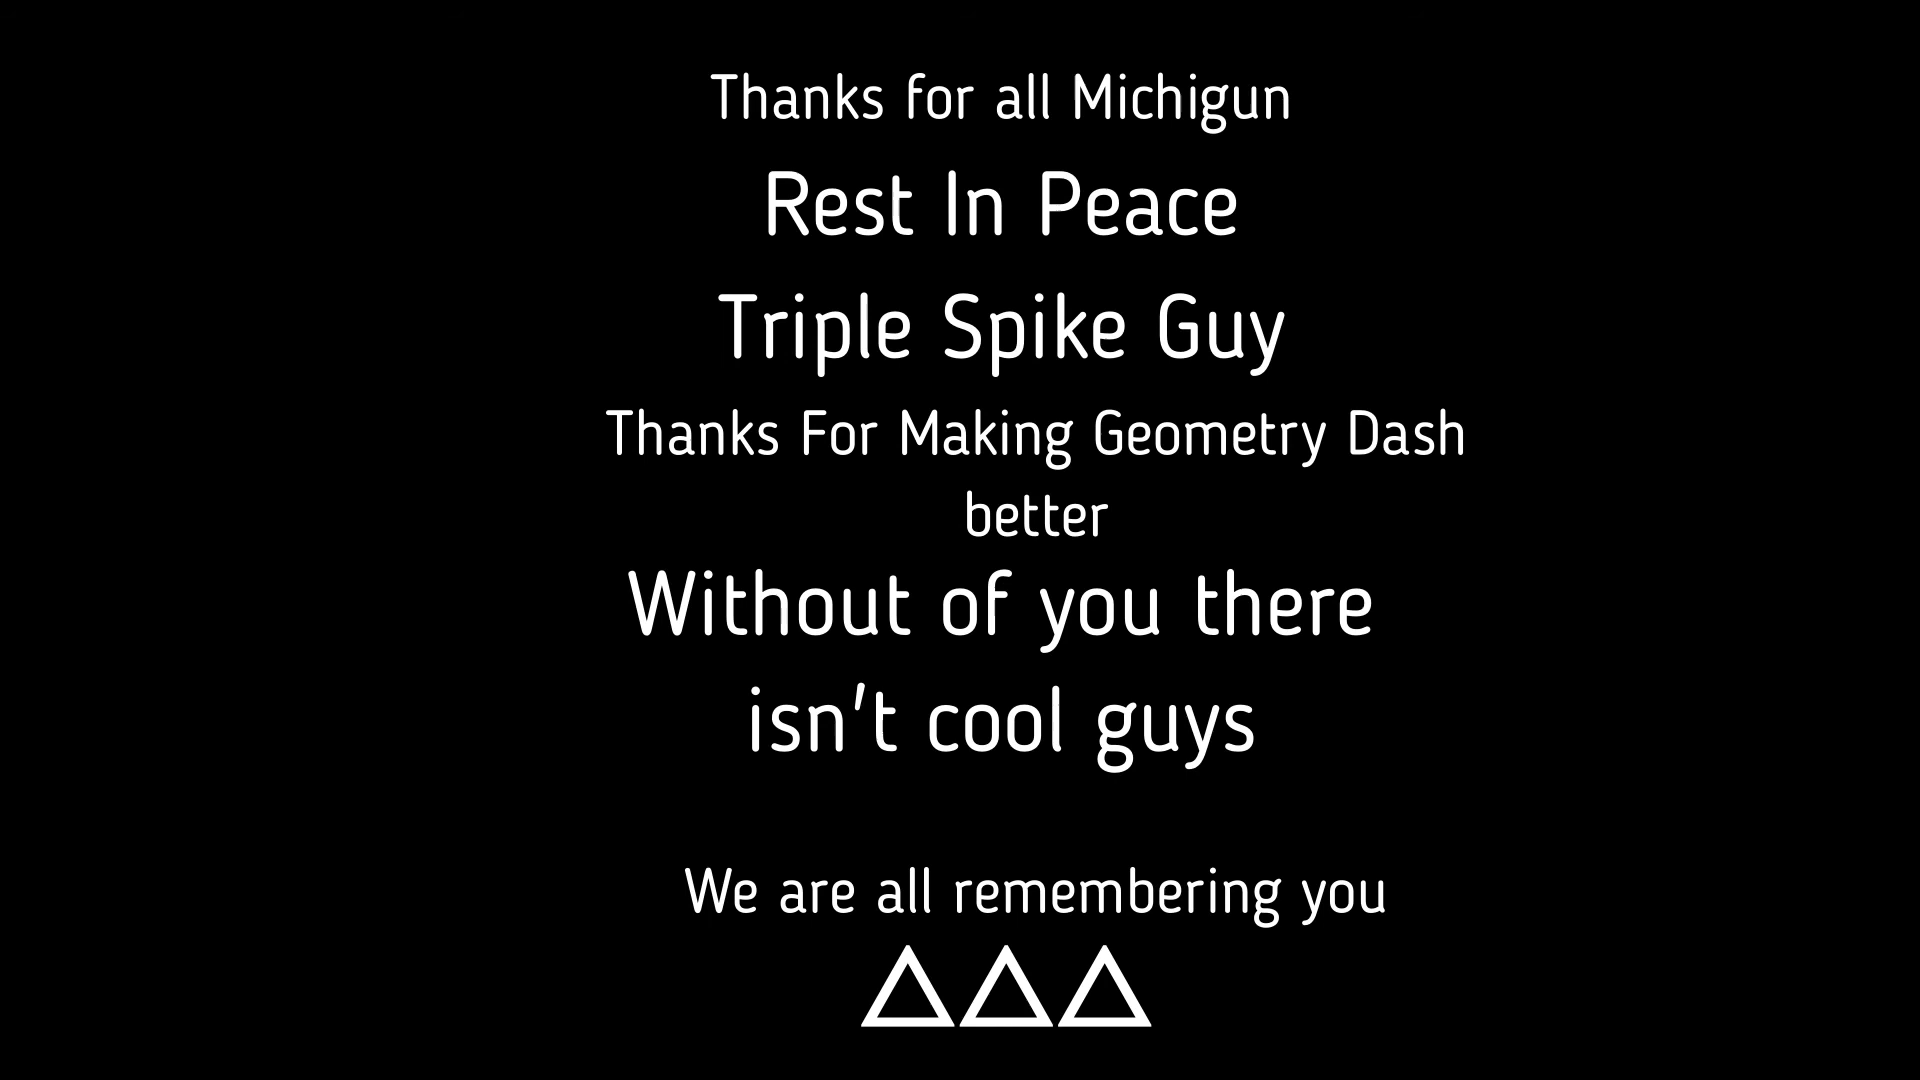 Thanks for all Michigun
Rest In Peace
Triple Spike Guy
Thanks For Making Geometry Dash
better
Without of you there
isn't cool guys
We are all remembering you